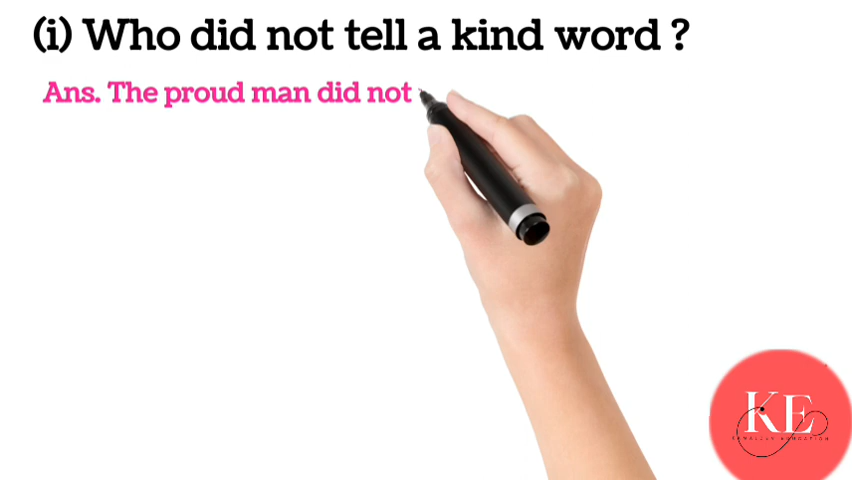 (i) Who did not tell a kind word ?
Ans. The proud man did not
KE